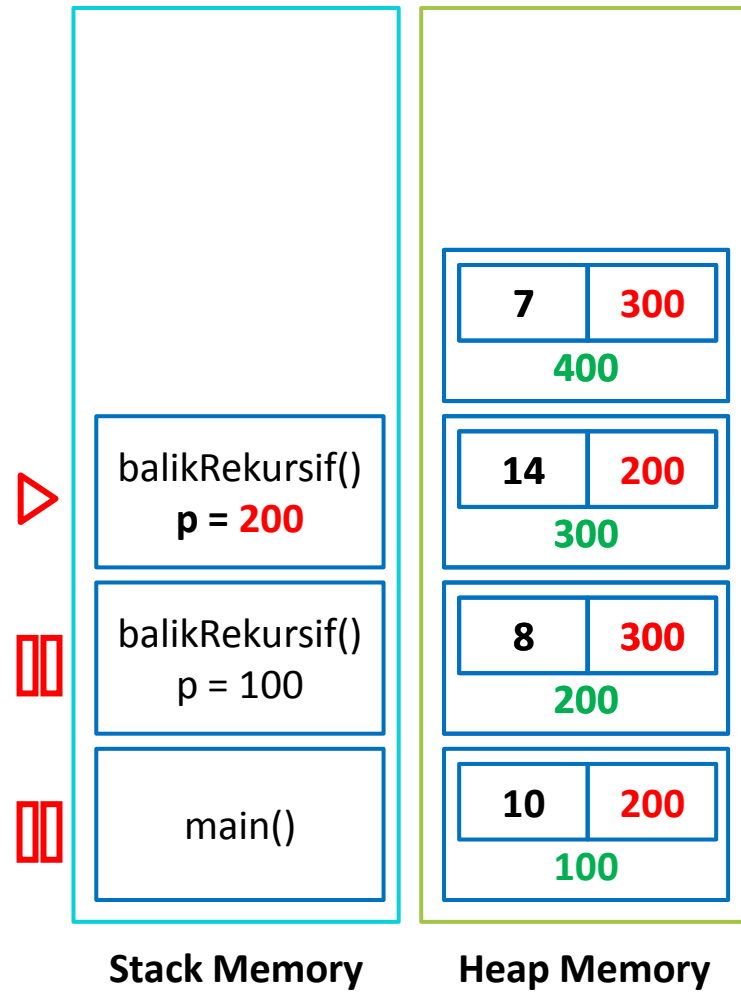 balikRekursif()
p = 200
balikRekursif()
p = 100
main()
Stack Memory
7 300
400
14 200
300
8 300
200
10 200
100
Heap Memory